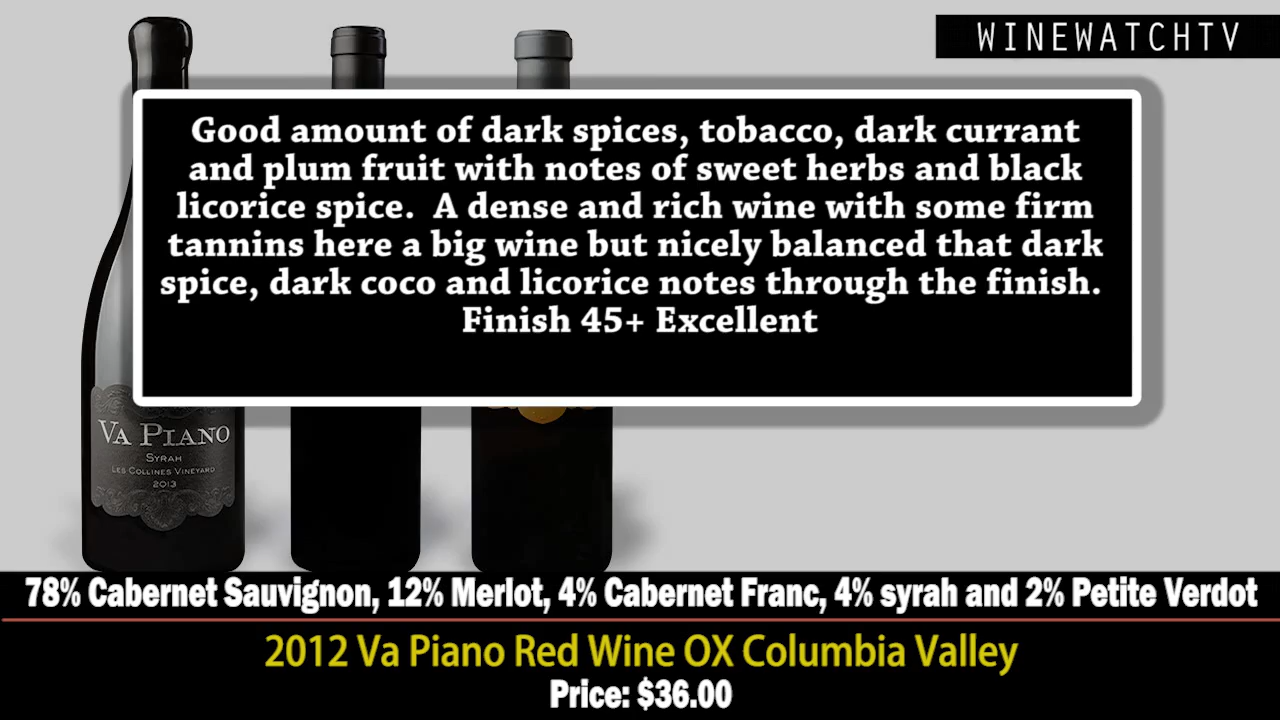 WINEWATCHTV
Good amount of dark spices, tobacco, dark currant
and plum fruit with notes of sweet herbs and black
licorice spice.  A dense and rich wine with some firm
tannins here a big wine but nicely balanced that dark
spice, dark coco and licorice notes through the finish.
Finish 45+ Excellent
VA PIANO
SYRAH
LES COLLINES VINEYARD
2013
78% Cabernet Sauvignon, 12% Merlot, 4% Cabernet Franc, 4% syrah and 2% Petite Verdot
2012 Va Piano Red Wine OX Columbia Valley
Price: $36.00